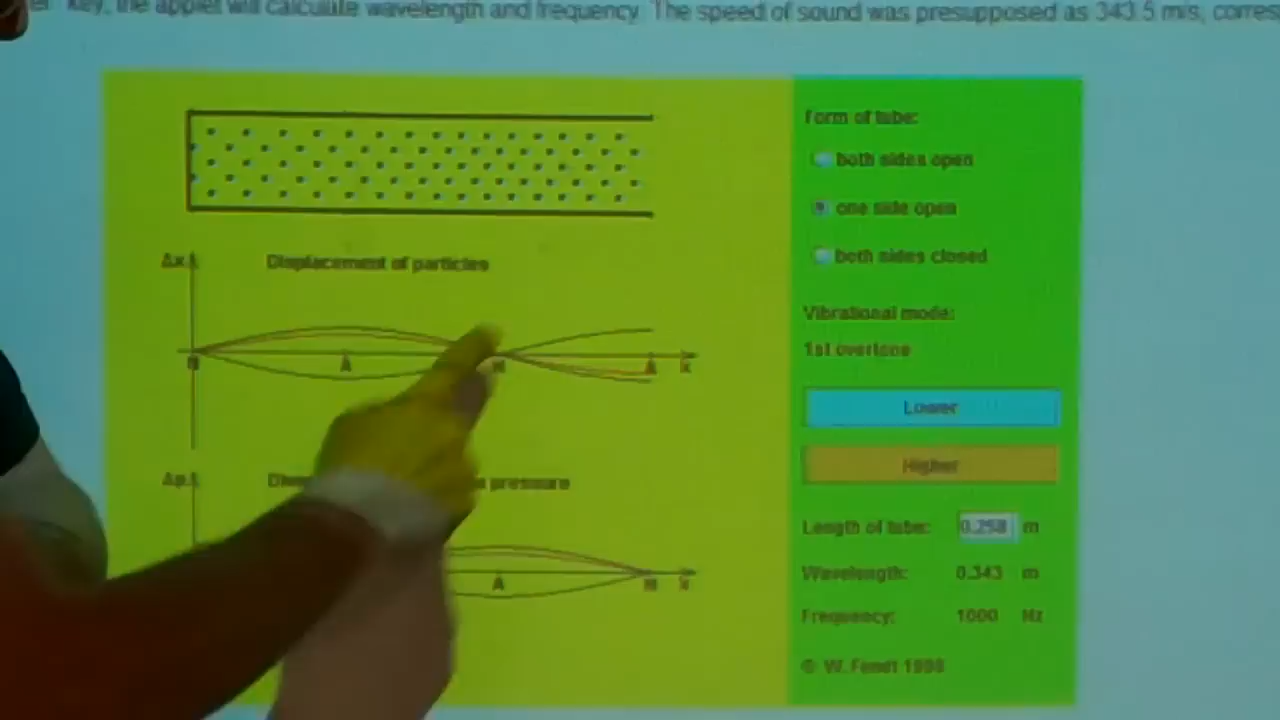 key, the applet will calculate wavelength and frequency. The speed of sound was presupposed as 343.5 m/s,
Form of tube:
both sides open
one side open
both sides closed
Δx
Displacement of particles
N A N A x
Vibrational mode:
1st overtone
Lower
Higher
Δp
pressure
A N x
Length of tube: 0.258 m
Wavelength: 0.343 m
Frequency: 1000 Hz
© W. Fendt 1998